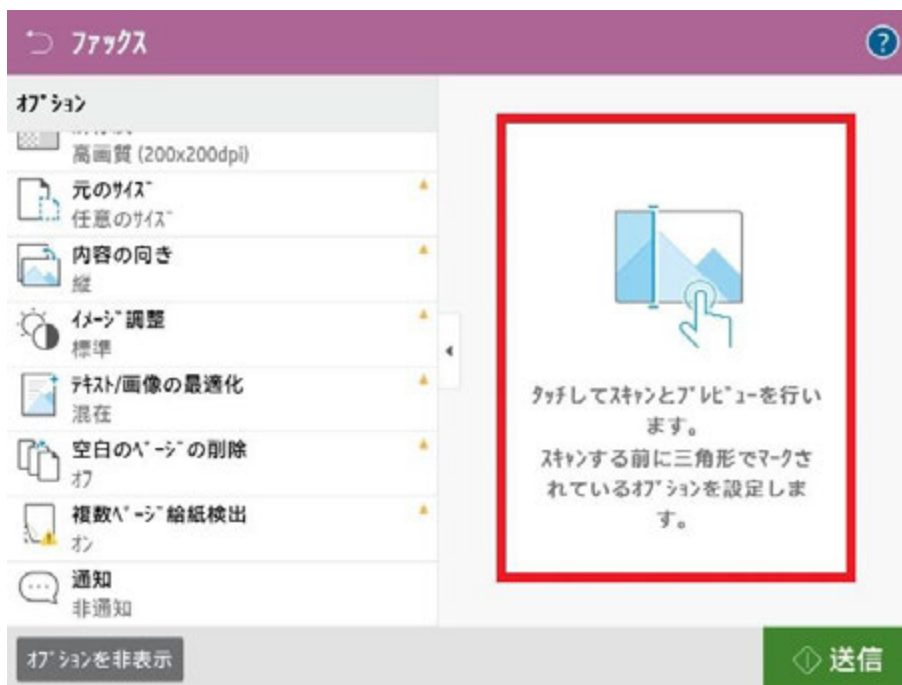 ファックス
?
オプション
高画質 (200x200dpi)
元のサイズ
任意のサイズ
内容の向き
縦
イメージ調整
標準
テキスト/画像の最適化
混在
空白のページの削除
オフ
複数ページ給紙検出
オン
通知
非通知
タッチしてスキャンとプレビューを行い
ます。
スキャンする前に三角形でマークさ
れているオプションを設定しま
す。
オプションを非表示
送信